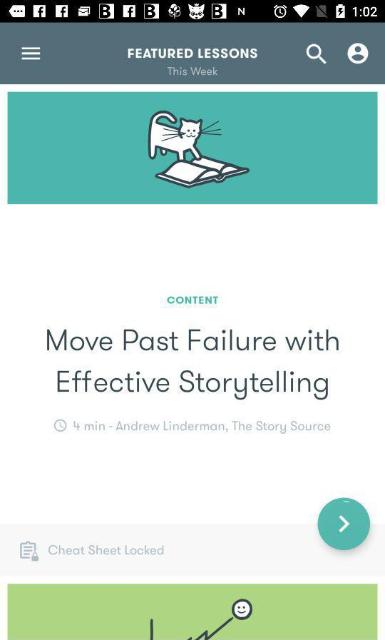 1:02
FEATURED LESSONS
This Week
CONTENT
Move Past Failure with
Effective Storytelling
4 min - Andrew Linderman, The Story Source
Cheat Sheet Locked